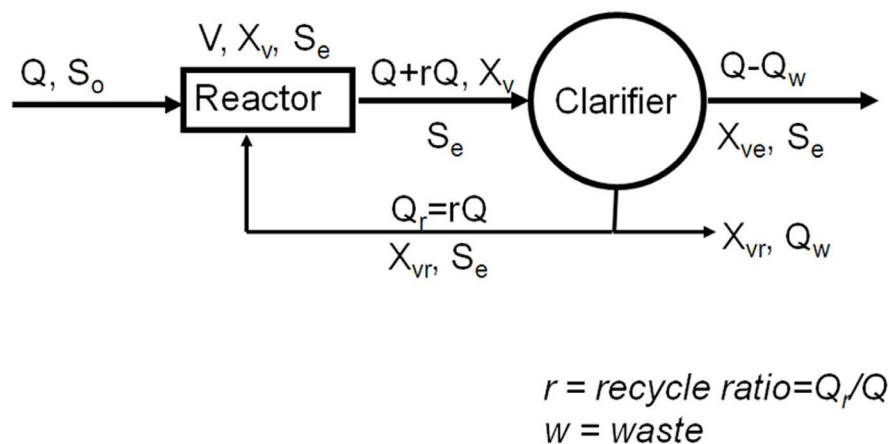 V, Xv, Se
Q, So
Reactor
Q+rQ, Xv
Se
Clarifier
Q-Qw
Xve, Se
Qr=rQ
Xvr, Se
Xvr, Qw
r = recycle ratio=Qr/Q
w = waste